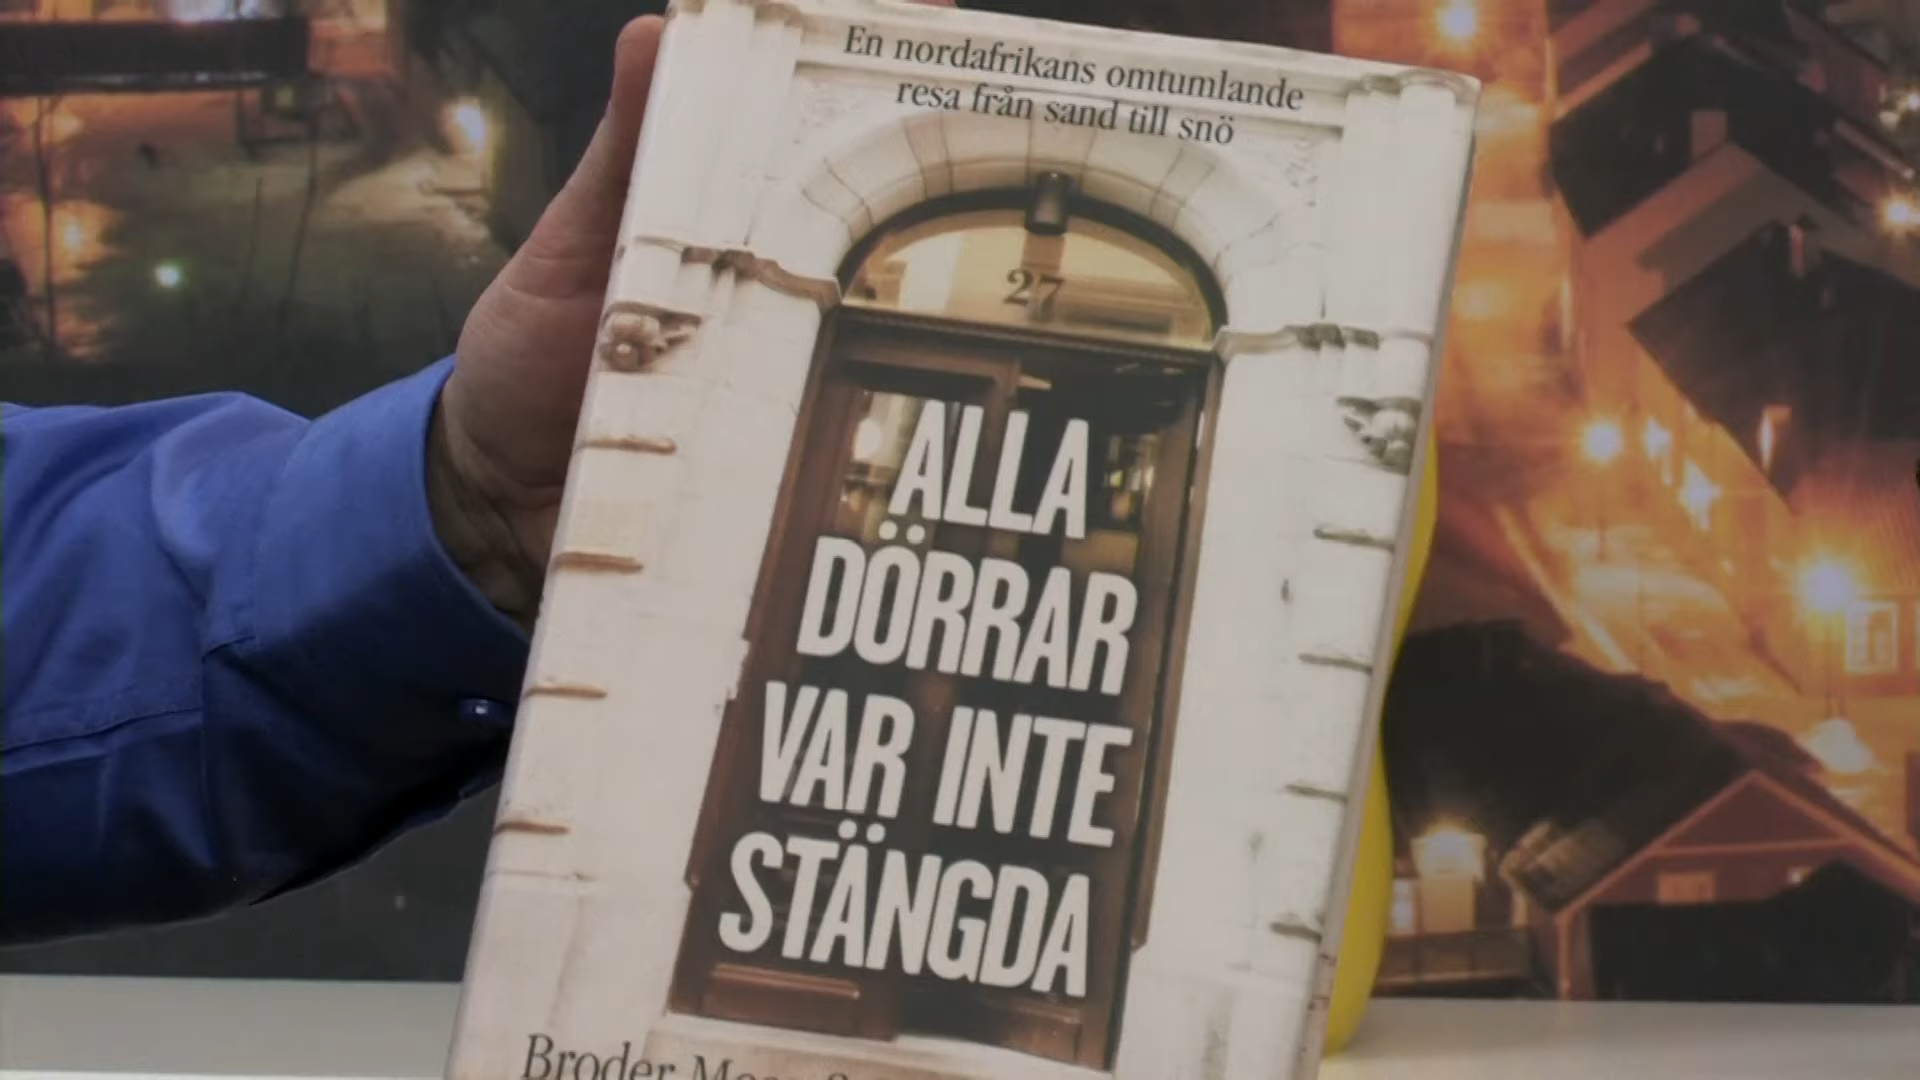 En nordafrikans omtumlande
resa från sand till snö
27
ALLA
DÖRRAR
VAR INTE
STÄNGDA
Broder